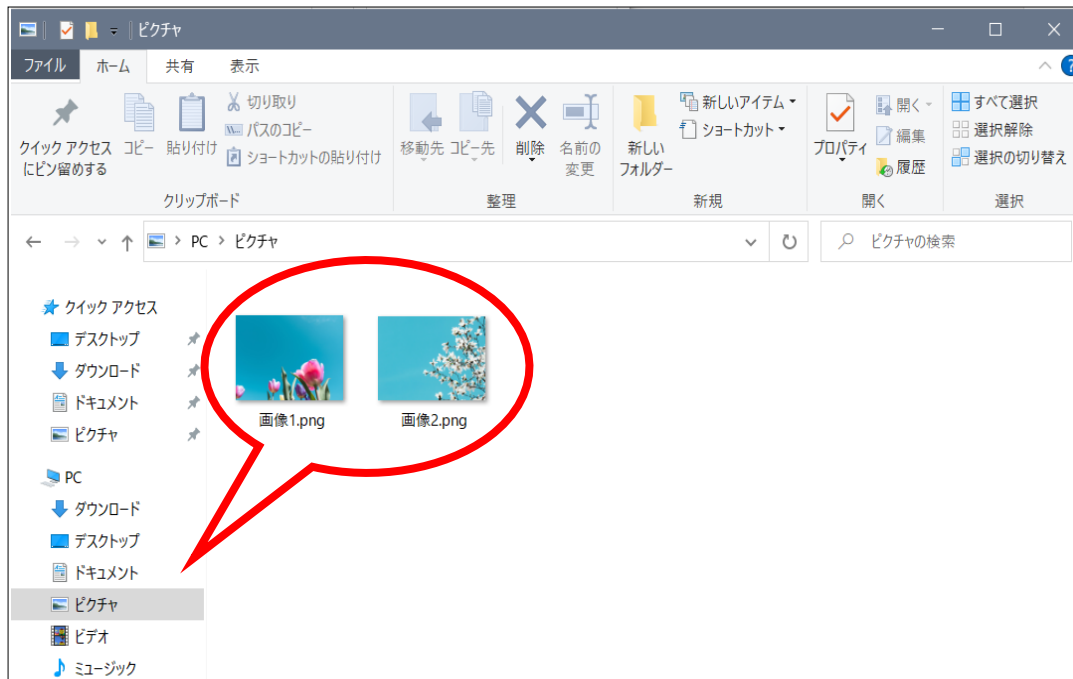 ピクチャ
ファイル ホーム 共有 表示
クイック アクセス
にピン留めする
コピー
貼り付け
切り取り
パスのコピー
ショートカットの貼り付け
クリップボード
移動先
コピー先
削除
名前の
変更
整理
新しい
フォルダー
新しいアイテム
ショートカット
新規
プロパティ
開く
編集
履歴
開く
すべて選択
選択解除
選択の切り替え
選択
PC > ピクチャ
ピクチャの検索
クイック アクセス
デスクトップ
ダウンロード
ドキュメント
ピクチャ
PC
ダウンロード
デスクトップ
ドキュメント
ピクチャ
ビデオ
ミュージック
画像1.png
画像2.png